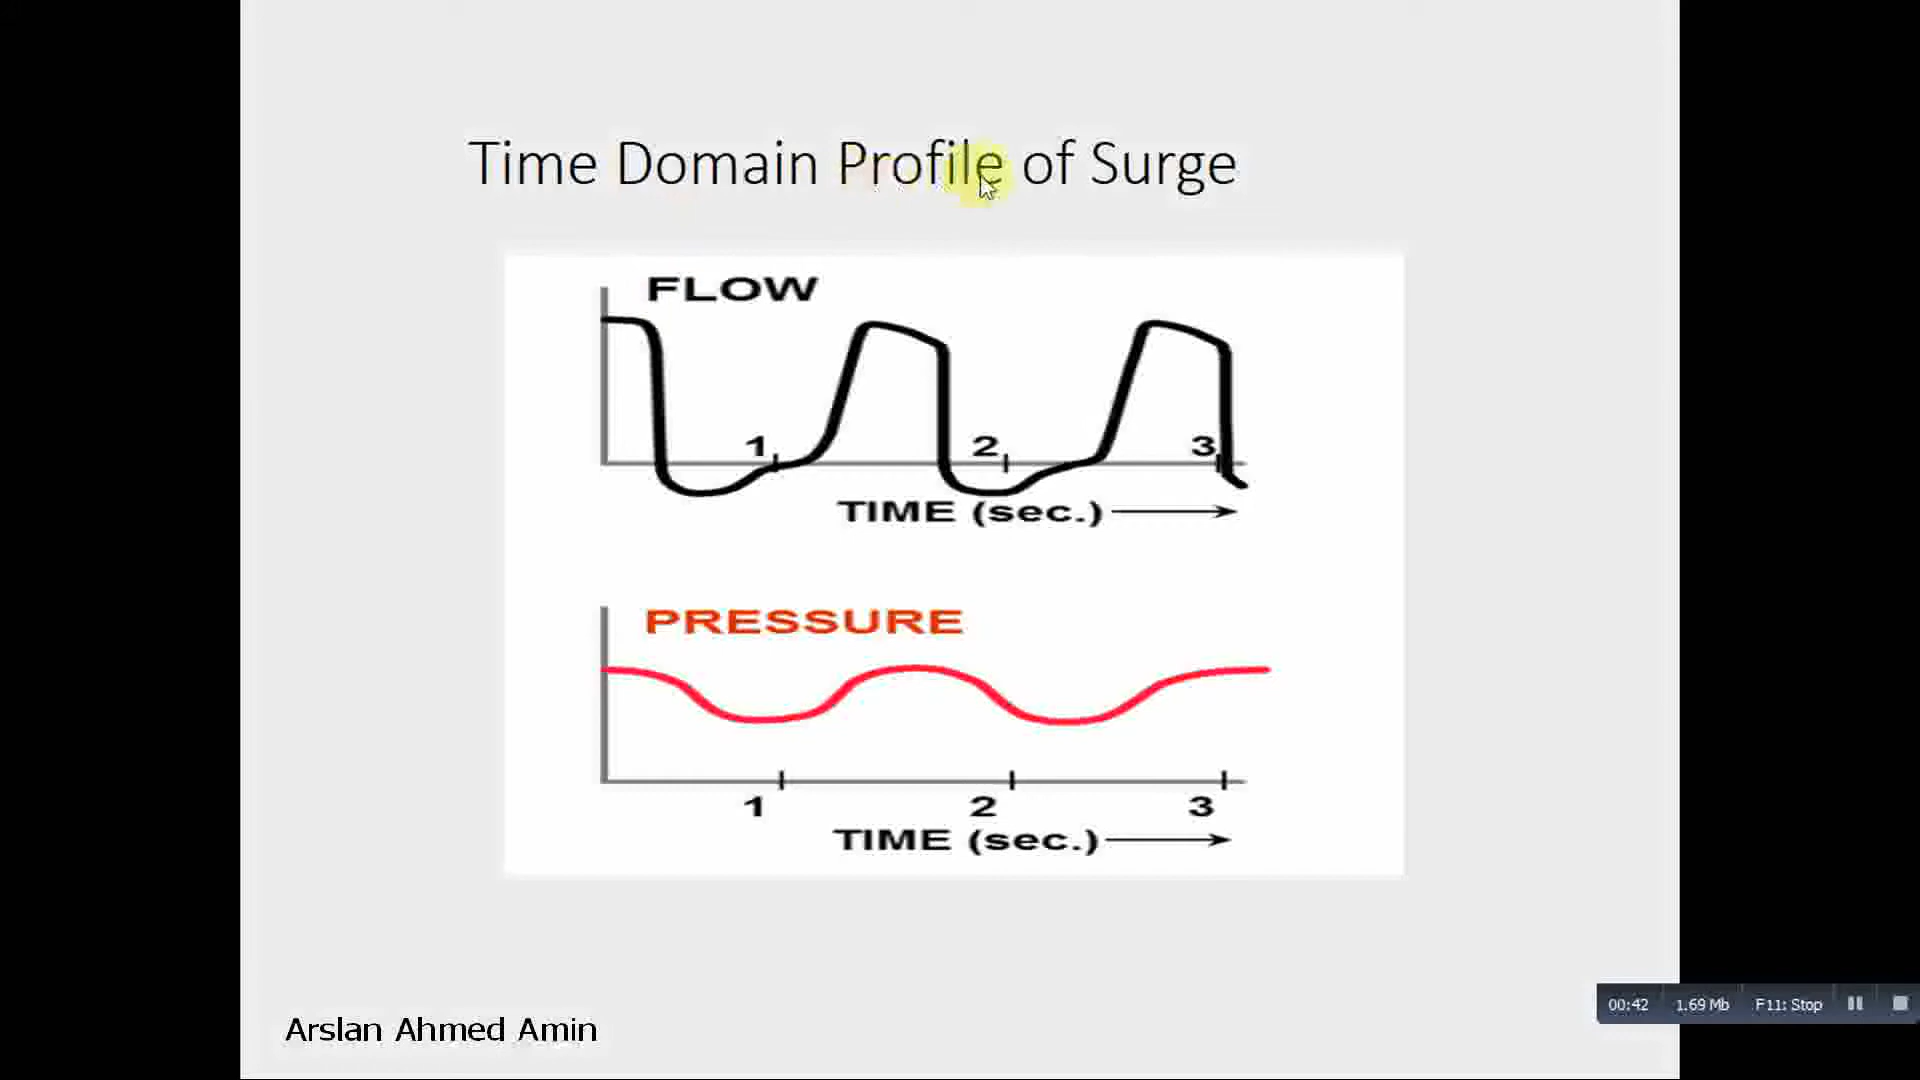 Time Domain Profile of Surge
FLOW
1 2 3
TIME (sec.)
PRESSURE
1 2 3
TIME (sec.)
Arslan Ahmed Amin
00:42 1.69 Mb F11: Stop